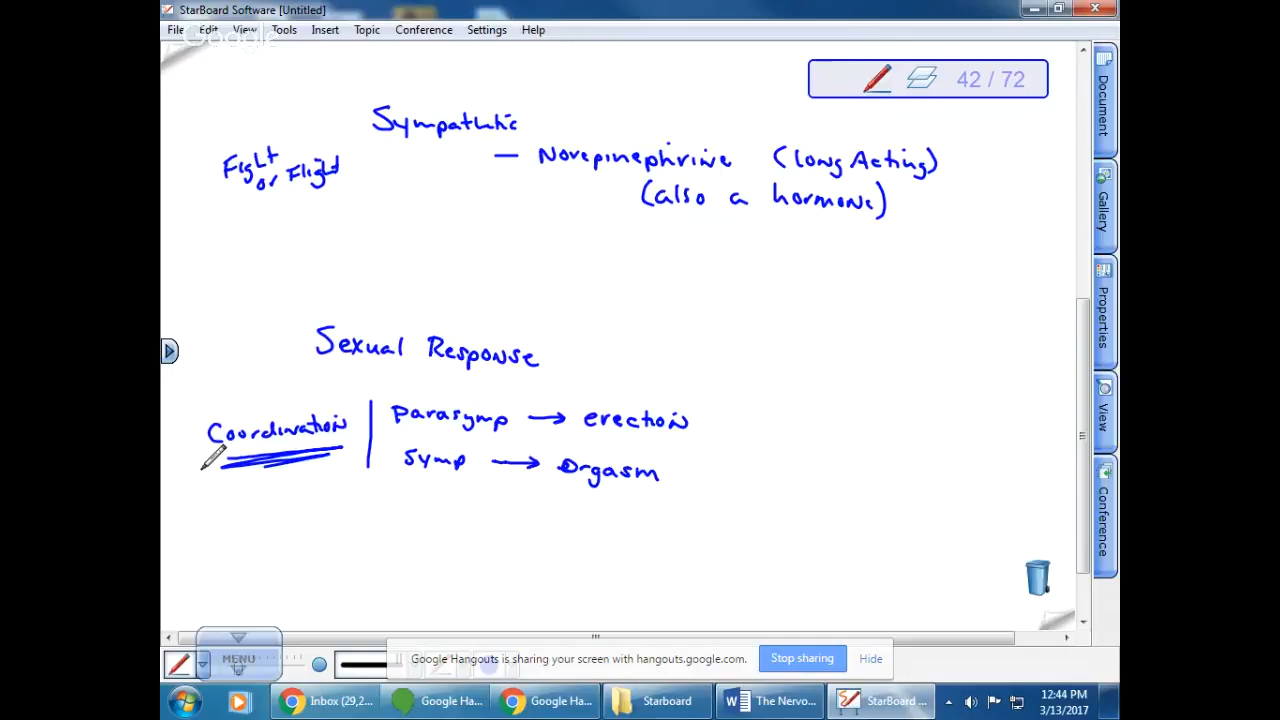 StarBoard Software [Untitled]
File Edit View Tools Insert Topic Conference Settings Help
Google
42 / 72
Sympathetic
Fight or Flight
— Norepinephrine (long Acting)
(also a hormone)
Sexual Response
Coordination
Parasymp → erection
Symp → Orgasm
Document
Gallery
Properties
View
Conference
MENU
Google Hangouts is sharing your screen with hangouts.google.com.
Stop sharing
Hide
Inbox (29,2...
Google Ha...
Google Ha...
Starboard
The Nervo...
StarBoard ...
12:44 PM
3/13/2017